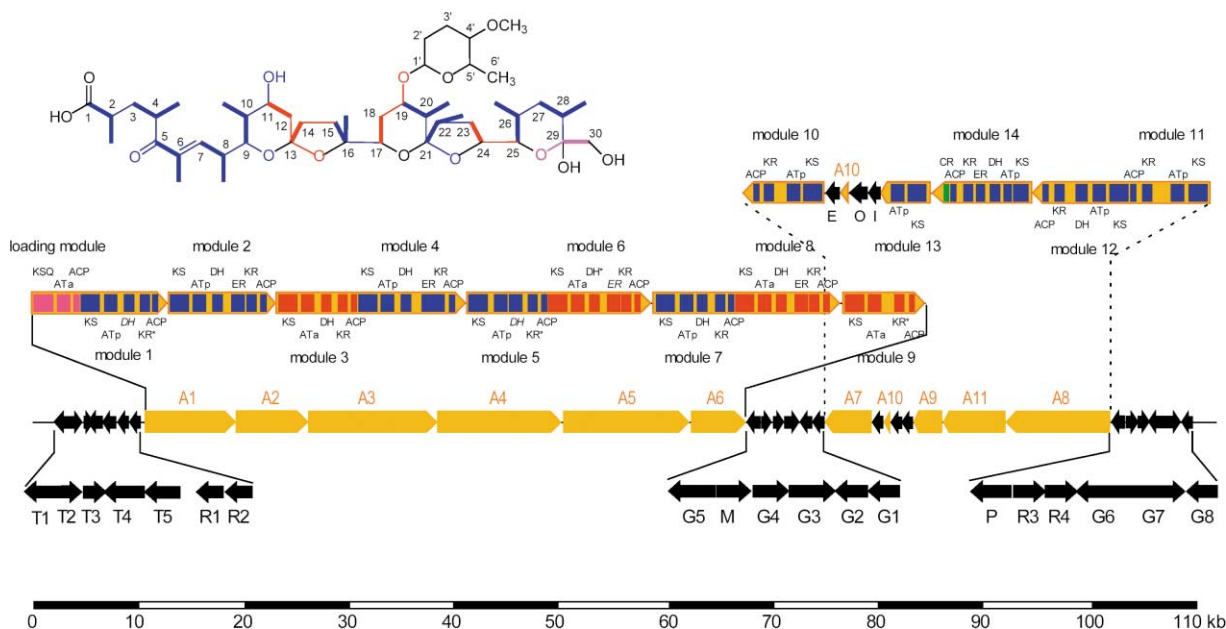 3'
2'
4'
OCH₃
1'
O
5'
6'
CH₃
O
OH
HO
O
1
2
3
4
5
O
6
7
8
9
10
11
12
O
13
14
15
O
16
17
18
19
20
O
21
22
23
O
24
25
26
27
28
O
29
OH
30
OH
module 10
module 14
module 11
ACP KR ATp KS
A10
CR ACP KR ER DH ATp KS
ACP KR ATp KS
E O I
ATp KS
ACP KR DH ATp KS
module 13
module 12
loading module
module 2
module 4
module 6
module 8
KSQ ATa ACP
KS ATp DH ER KR ACP
KS ATp DH ER KR ACP
KS ATa DH* ER KR ACP
KS ATa DH ER KR ACP
KS ATp DH KR* ACP
KS ATa DH KR ACP
KS ATp DH KR* ACP
KS ATp DH KR ACP
KS ATa KR* ACP
module 1
module 3
module 5
module 7
module 9
A1 A2 A3 A4 A5 A6 A7 A10 A9 A11 A8
T1 T2 T3 T4 T5 R1 R2
G5 M G4 G3 G2 G1
P R3 R4 G6 G7 G8
0 10 20 30 40 50 60 70 80 90 100 110 kb